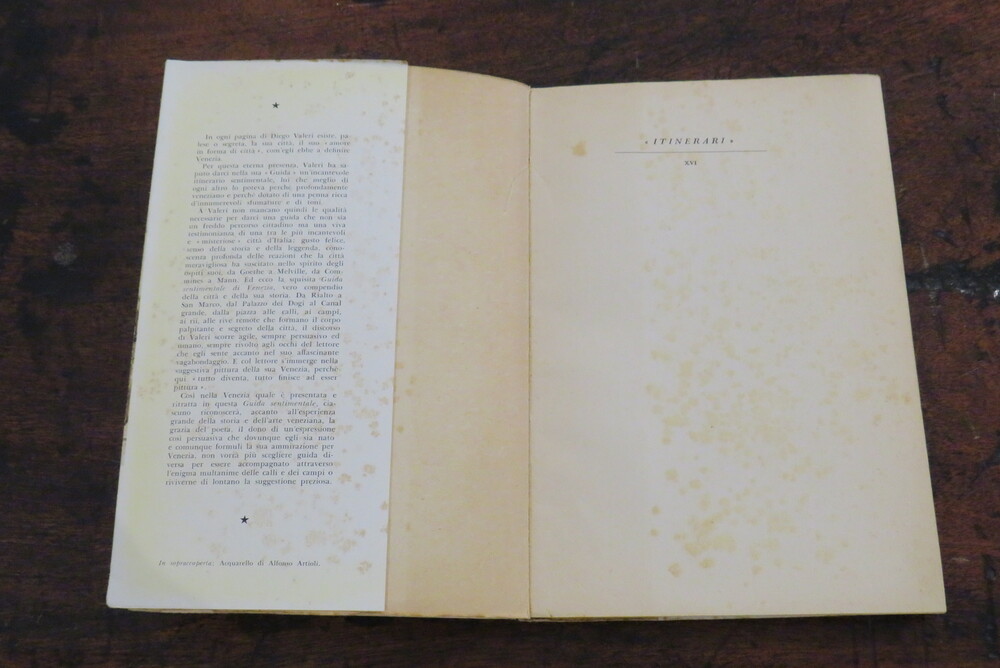 In ogni pagina di Diego Valeri esiste, pa-
lese o segreta, la sua città, il suo « amore
in forma di città », com'egli ebbe a definire
Venezia.
Per questa eterna presenza, Valeri ha sa-
puto darci nella sua « Guida » un'incantevole
itinerario sentimentale, lui che meglio di
ogni altro lo poteva perché profondamente
veneziano e perché dotato di una penna ricca
d'innumerevoli sfumature e di toni.
A Valeri non mancano quindi le qualità
necessarie per darci una guida che non sia
un freddo percorso cittadino ma una viva
testimonianza di una tra le più incantevoli
e « misteriose » città d'Italia: gusto felice,
senso della storia e della leggenda, cono-
scenza profonda delle reazioni che la città
meravigliosa ha suscitato nello spirito degli
ospiti suoi, da Goethe a Melville, da Com-
mines a Mann. Ed ecco la squisita Guida
sentimentale di Venezia, vero compendio
della città e della sua storia. Da Rialto a
San Marco, dal Palazzo dei Dogi al Canal
grande, dalla piazza alle calli, ai campi,
ai rii, alle vive remote che formano il corpo
palpitante e segreto della città, il discorso
di Valeri scorre agile, sempre persuasivo ed
umano, sempre rivolto agli occhi del lettore
che egli sente accanto nel suo affascinante
vagabondaggio. E col lettore s'immerge nella
suggestiva pittura della sua Venezia, perché
qui « tutto diventa, tutto finisce ad esser
pittura ».
Così nella Venezia quale è presentata e
ritratta in questa Guida sentimentale, cia-
scuno riconoscerà, accanto all'esperienza
grande della storia e dell'arte veneziana, la
grazia del poeta, il dono di un'espressione
così persuasiva che dovunque egli sia nato
e comunque formuli la sua ammirazione per
Venezia, non vorrà più scegliere guida di-
versa per essere accompagnato attraverso
l'enigma multanime delle calli e dei campi o
riviverne di lontano la suggestione preziosa.
In sopraccoperta: Acquarello di Alfonso Artioli.
• ITINERARI •
XVI